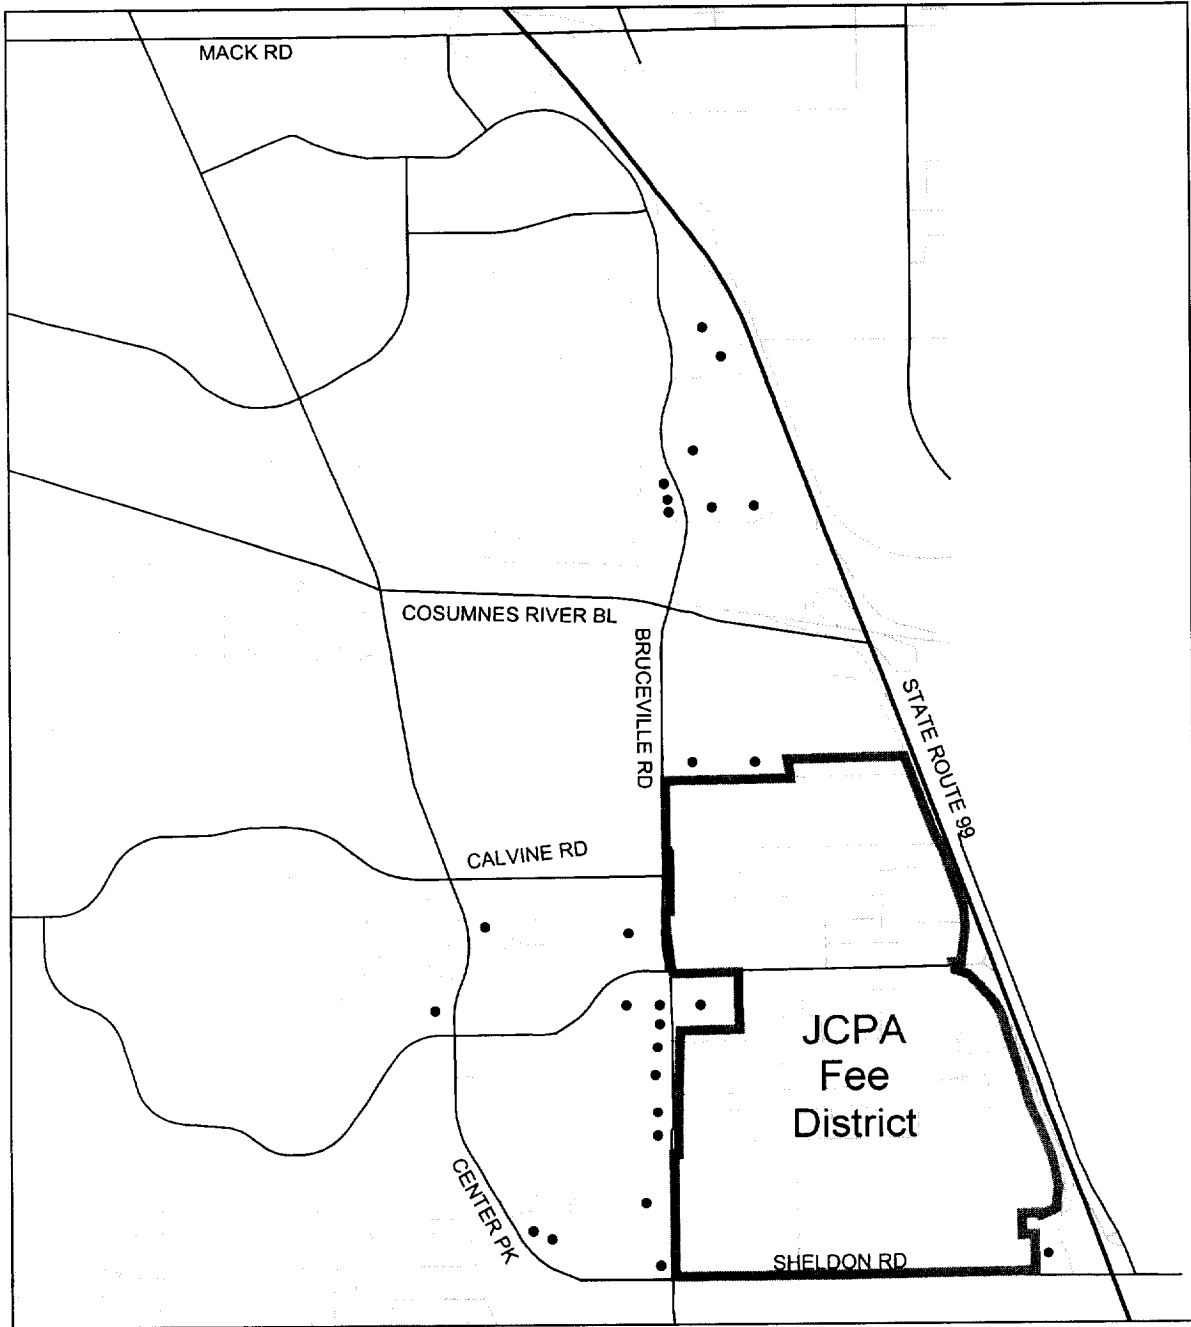 MACK RD
COSUMNES RIVER BL
BRUCEVILLE RD
STATE ROUTE 99
CALVINE RD
JCPA
Fee
District
CENTER PK
SHELDON RD